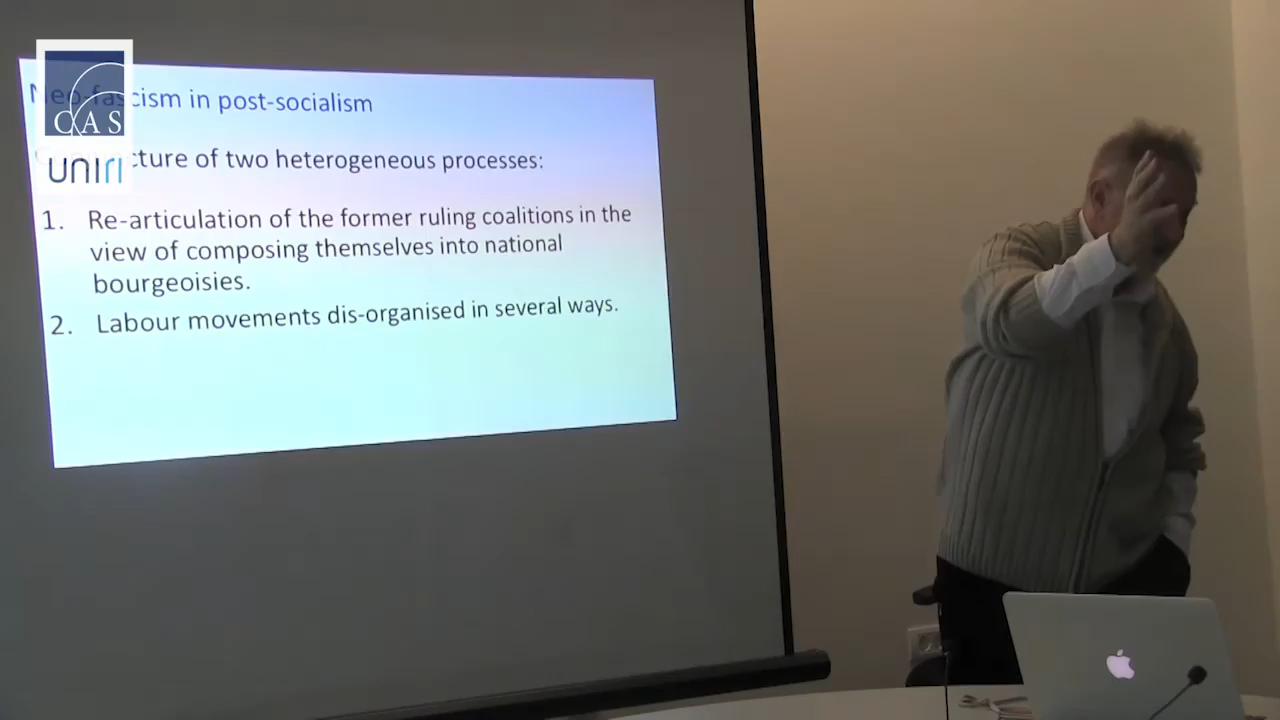 CAS
UNIRI
Neo-fascism in post-socialism
cture of two heterogeneous processes:
1. Re-articulation of the former ruling coalitions in the
view of composing themselves into national
bourgeoisies.
2. Labour movements dis-organised in several ways.